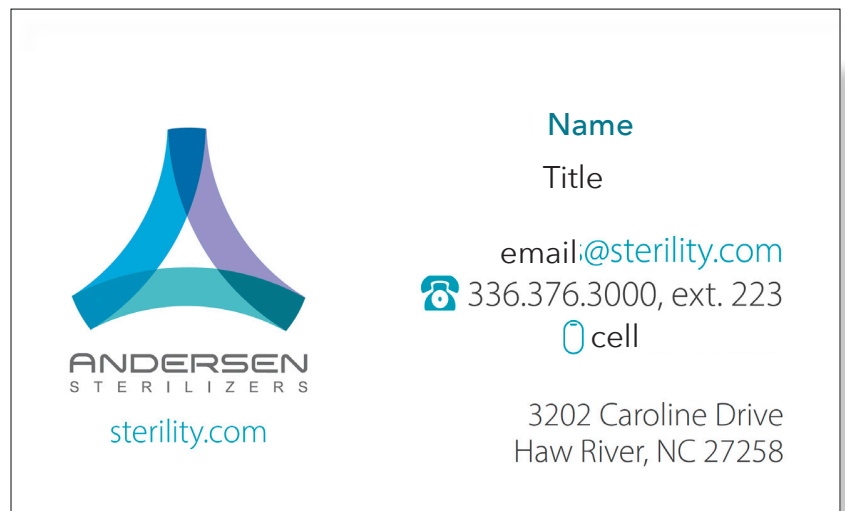 ANDERSEN
STERILIZERS
sterility.com
Name
Title
email@sterility.com
336.376.3000, ext. 223
cell
3202 Caroline Drive
Haw River, NC 27258